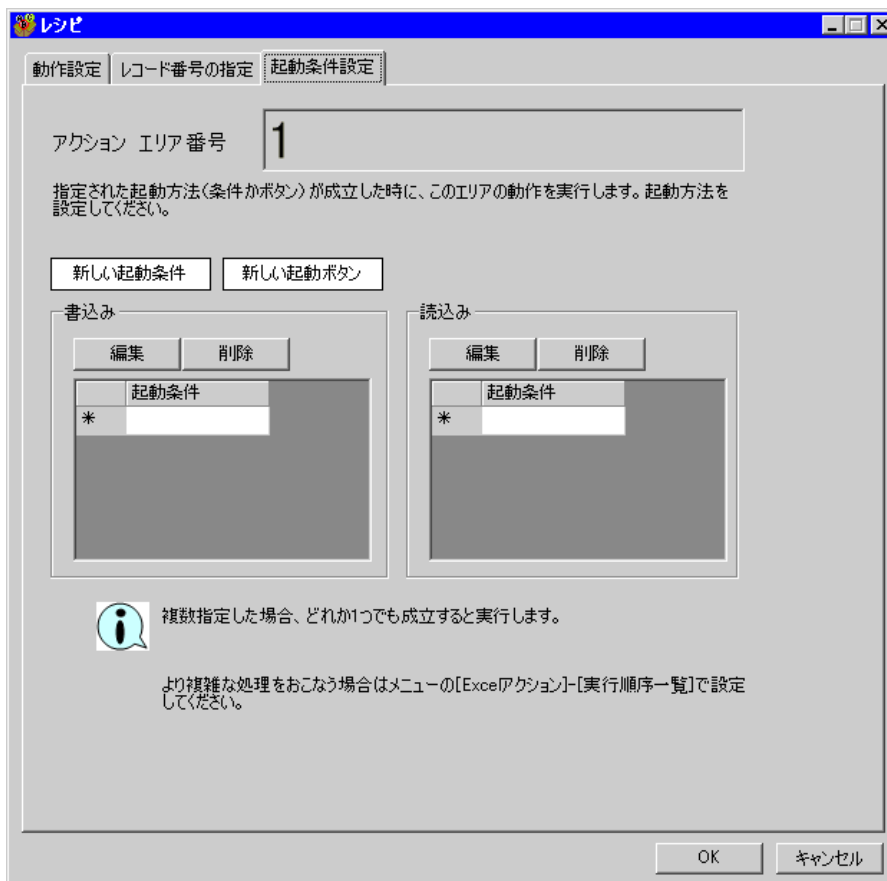 レシピ
動作設定 レコード番号の指定 起動条件設定
アクション エリア番号 1
指定された起動方法(条件かボタン)が成立した時に、このエリアの動作を実行します。起動方法を
設定してください。
新しい起動条件 新しい起動ボタン
書込み 読込み
編集 削除 編集 削除
起動条件 起動条件
* *
複数指定した場合、どれか1つでも成立すると実行します。
より複雑な処理をおこなう場合はメニューの[Excelアクション]-[実行順序一覧]で設定
してください。
OK キャンセル